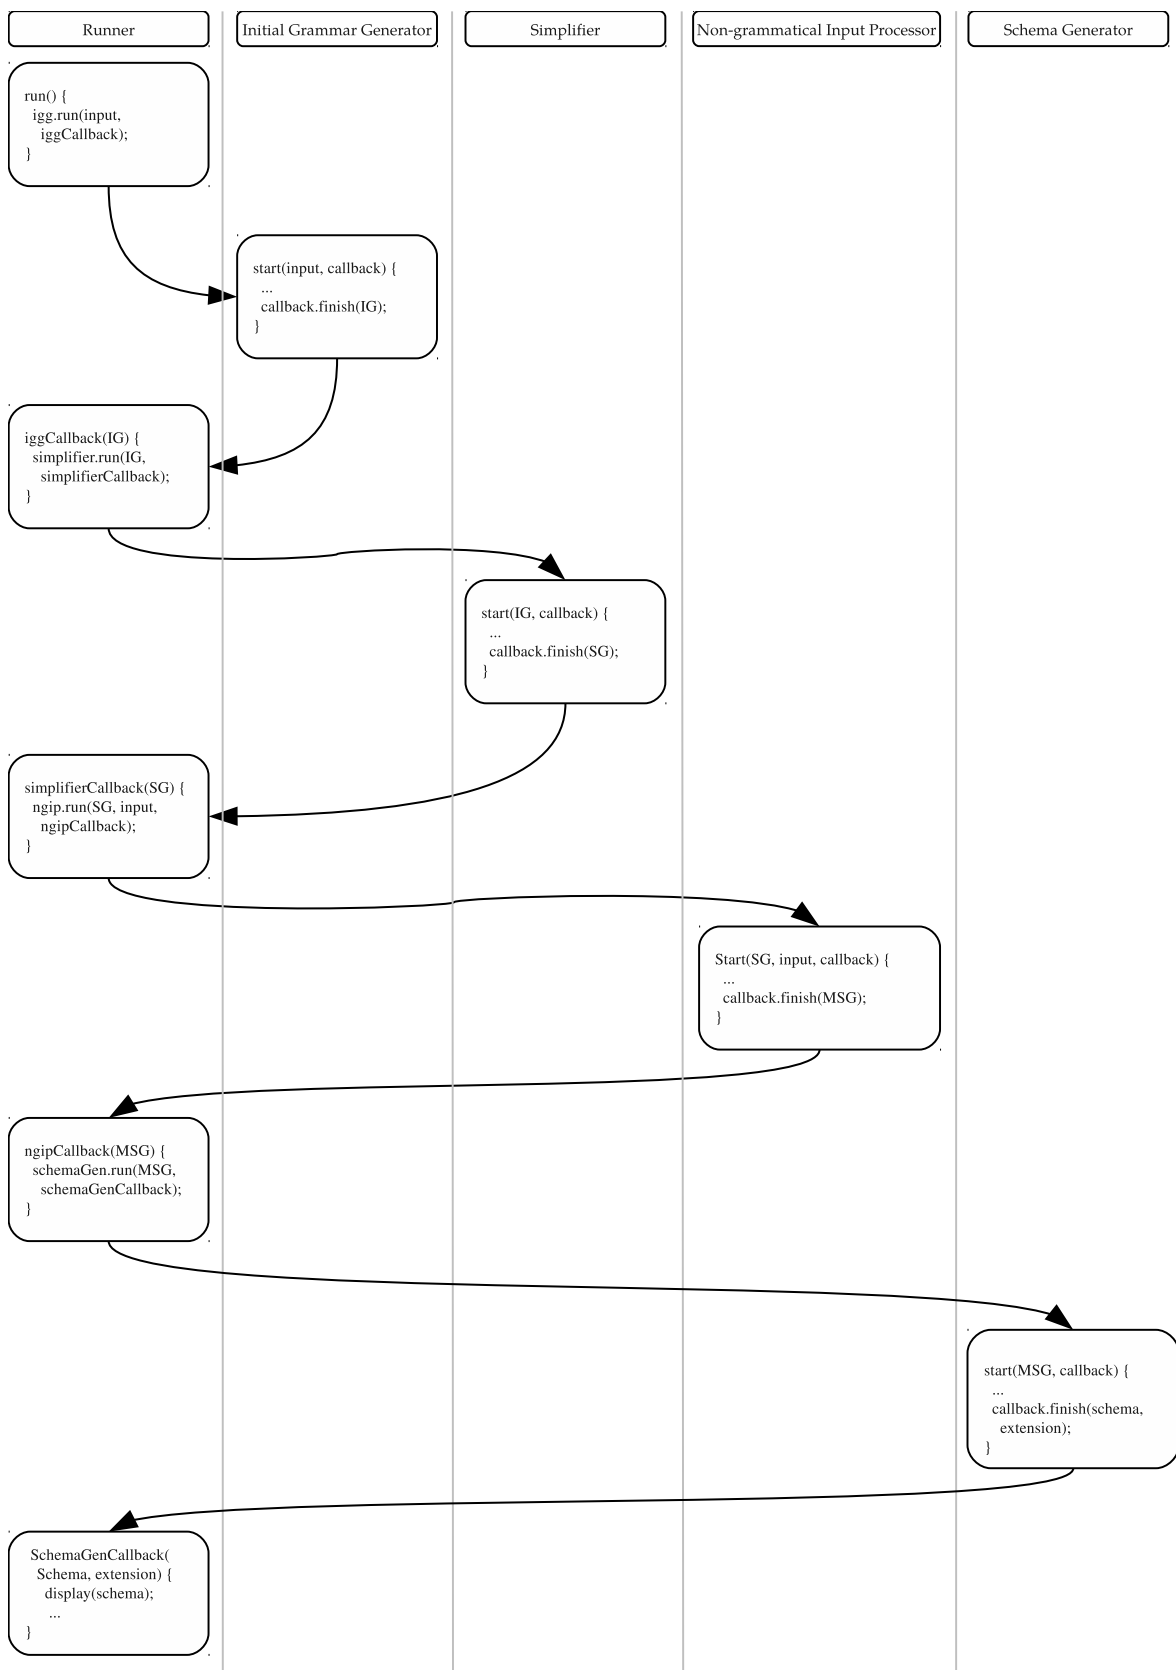 Runner
Initial Grammar Generator
Simplifier
Non-grammatical Input Processor
Schema Generator
run() {
igg.run(input,
iggCallback);
}
start(input, callback) {
...
callback.finish(IG);
}
iggCallback(IG) {
simplifier.run(IG,
simplifierCallback);
}
start(IG, callback) {
...
callback.finish(SG);
}
simplifierCallback(SG) {
ngip.run(SG, input,
ngipCallback);
}
Start(SG, input, callback) {
...
callback.finish(MSG);
}
ngipCallback(MSG) {
schemaGen.run(MSG,
schemaGenCallback);
}
start(MSG, callback) {
...
callback.finish(schema,
extension);
}
SchemaGenCallback(
Schema, extension) {
display(schema);
...
}